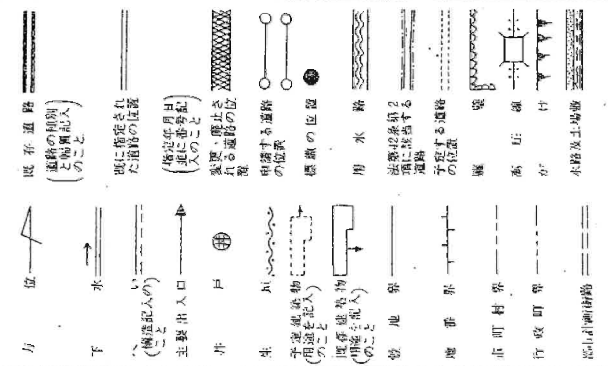 既存道路
(道路の種別
と幅員記入
のこと)
既に指定され
た道路の位置
(指定年月日
並に番号記
入のこと)
変更・廃止さ
れる道路の位
置
申請する道路
の位置
標識の位置
用水路
法第42条第2
項に該当する
道路
予定する道路
の位置
擁壁
高圧線
がけ
水路及土場敷
方位
下水
へい
(構造記入の
こと)
主要出入口
井戸
生垣
予定建築物
(用途を記入
のこと)
既存建築物
(用途を記入
のこと)
敷地界
地番界
市町村界
行政町界
都市計画街路